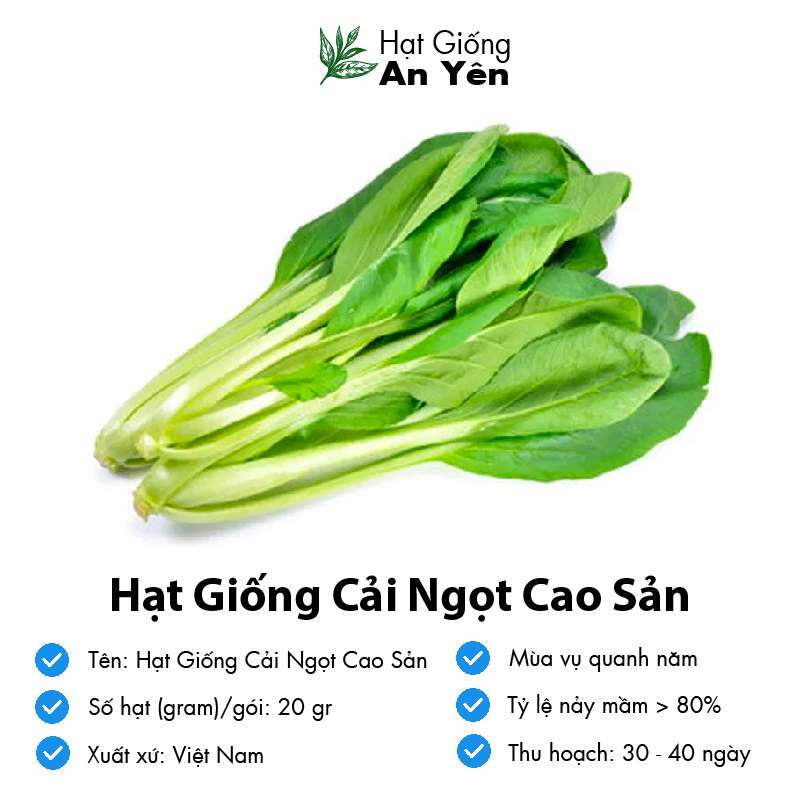 Hạt Giống
An Yên
Hạt Giống Cải Ngọt Cao Sản
Tên: Hạt Giống Cải Ngọt Cao Sản
Số hạt (gram)/gói: 20 gr
Xuất xứ: Việt Nam
Mùa vụ quanh năm
Tỷ lệ nảy mầm > 80%
Thu hoạch: 30 - 40 ngày